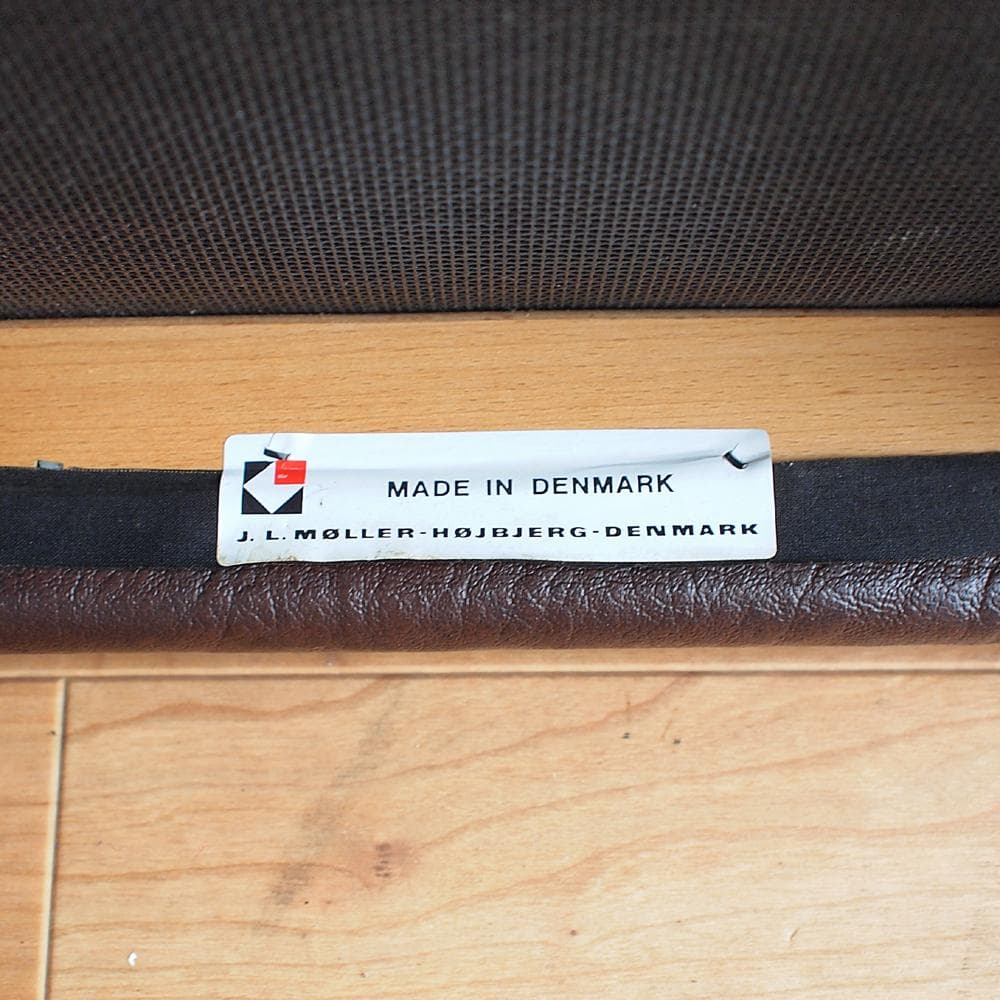 MADE IN DENMARK
J. L. MØLLER-HØJBJERG-DENMARK